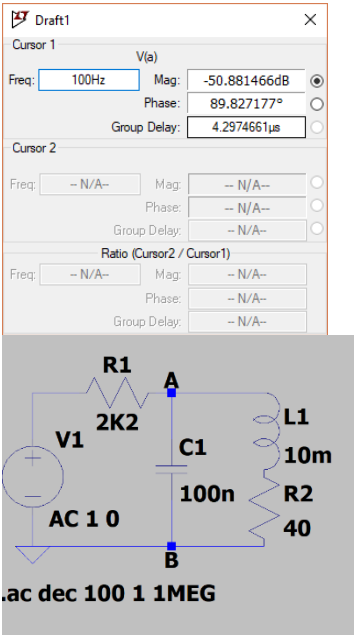 Draft1
Cursor 1
V(a)
Freq: 100Hz Mag: -50.881466dB
Phase: 89.827177°
Group Delay: 4.2974661µs
Cursor 2
Freq: -- N/A-- Mag: -- N/A--
Phase: -- N/A--
Group Delay: -- N/A--
Ratio (Cursor2 / Cursor1)
Freq: -- N/A-- Mag: -- N/A--
Phase: -- N/A--
Group Delay: -- N/A--
R1
A
2K2
L1
V1
C1
10m
100n
R2
AC 1 0
40
B
.ac dec 100 1 1MEG